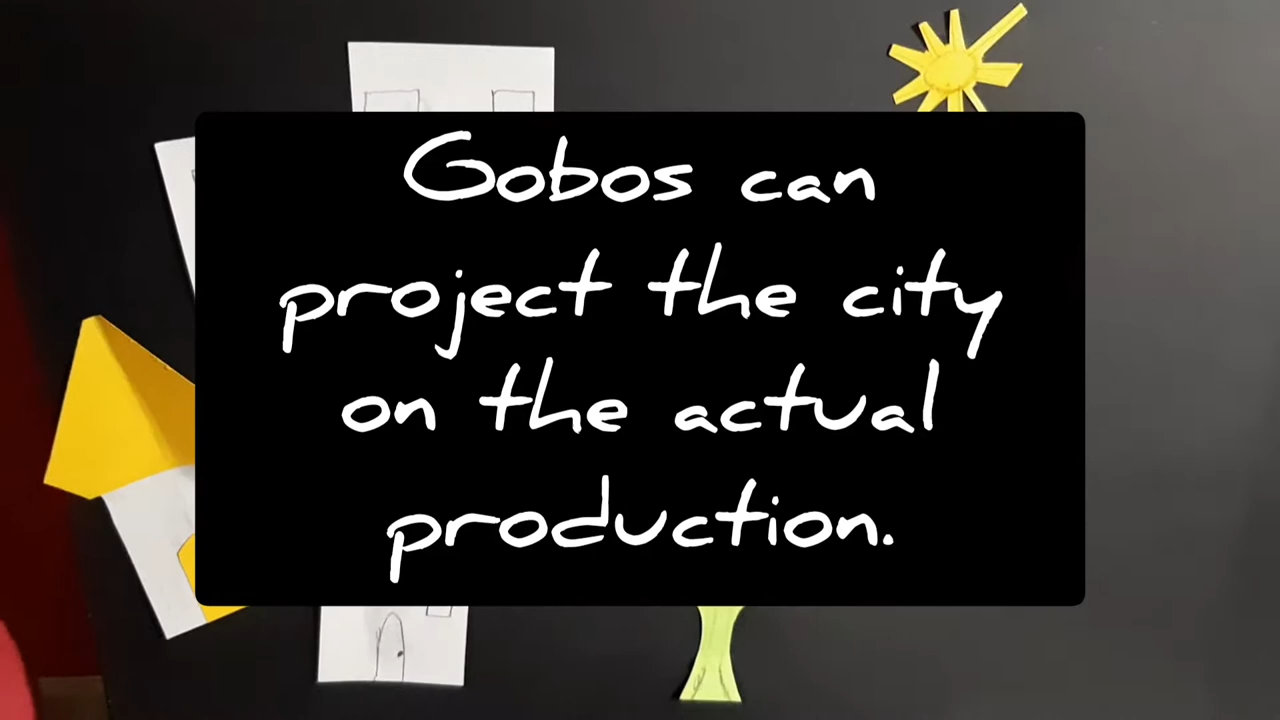 Gobos can
project the city
on the actual
production.